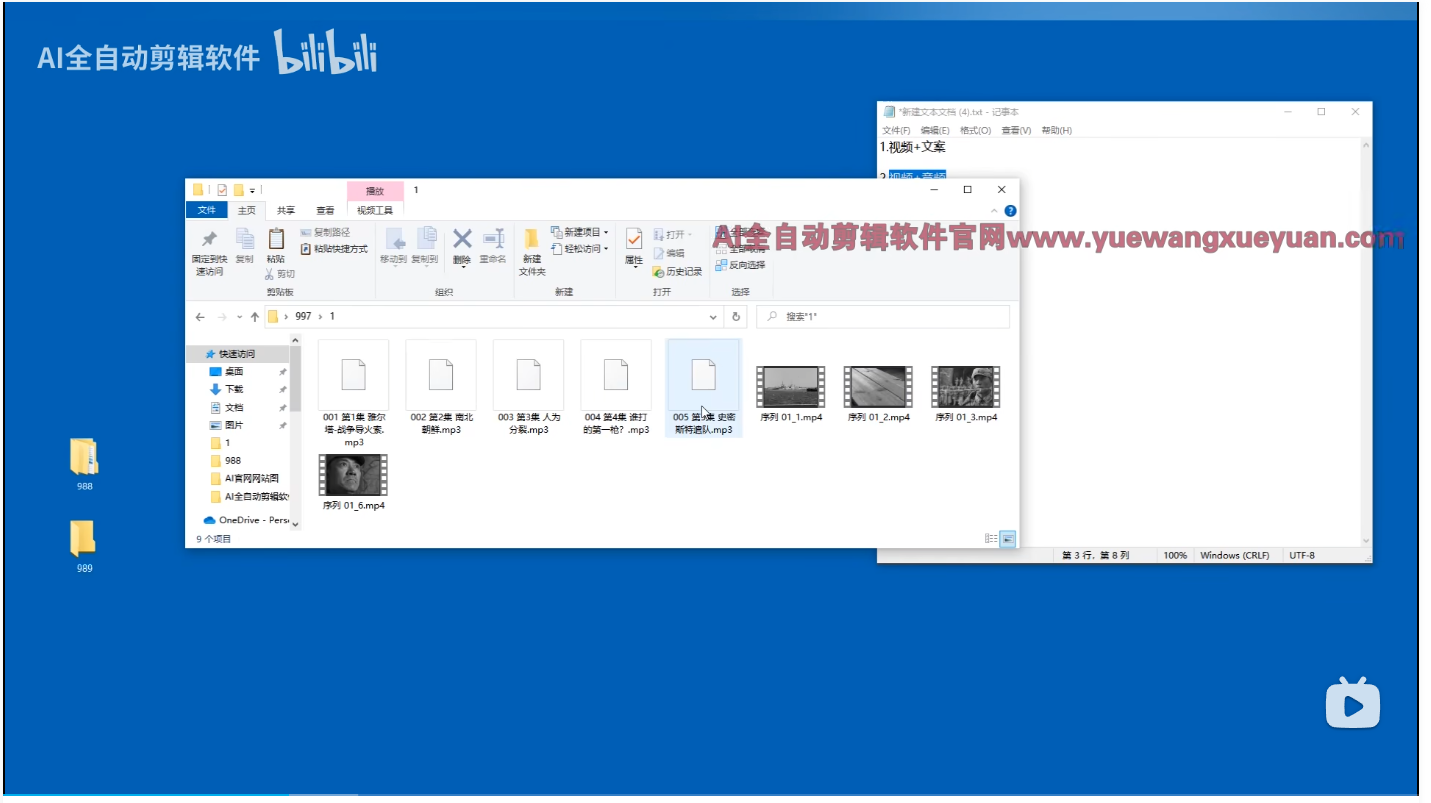 AI全自动剪辑软件 bilibili
*新建文本文档 (4).txt - 记事本
文件(F) 编辑(E) 格式(O) 查看(V) 帮助(H)
1.视频+文案
2.视频+音频
播放 1
文件 主页 共享 查看 视频工具
AI全自动剪辑软件官网www.yuewangxueyuan.com
固定到快速访问
复制
粘贴
复制路径
粘贴快捷方式
剪切
剪贴板
移动到 复制到 删除 重命名
组织
新建文件夹
新建项目
轻松访问
新建
属性
打开
编辑
历史记录
打开
全部取消
反向选择
选择
997 › 1
搜索"1"
快速访问
桌面
下载
文档
图片
1
988
AI官网网站图
AI全自动剪辑软
OneDrive - Pers
001 第1集 雅尔
塔-战争导火索.
mp3
002 第2集 南北
朝鲜.mp3
003 第3集 人为
分裂.mp3
004 第4集 谁打
的第一枪？.mp3
005 第5集 史密
斯特遣队.mp3
序列 01_1.mp4
序列 01_2.mp4
序列 01_3.mp4
序列 01_6.mp4
9 个项目
第 3 行，第 8 列 100% Windows (CRLF) UTF-8
988
989